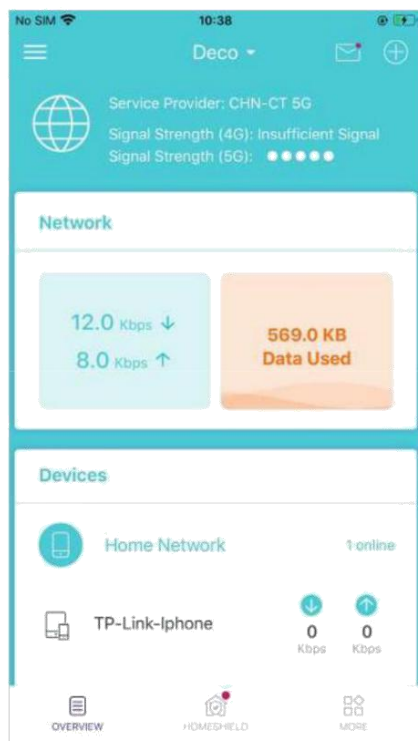 No SIM 10:38
Deco
Service Provider: CHN-CT 5G
Signal Strength (4G): Insufficient Signal
Signal Strength (5G):
Network
12.0 Kbps ↓
8.0 Kbps ↑
569.0 KB
Data Used
Devices
Home Network 1 online
TP-Link-Iphone
0 0
Kbps Kbps
OVERVIEW HOMESHIELD MORE